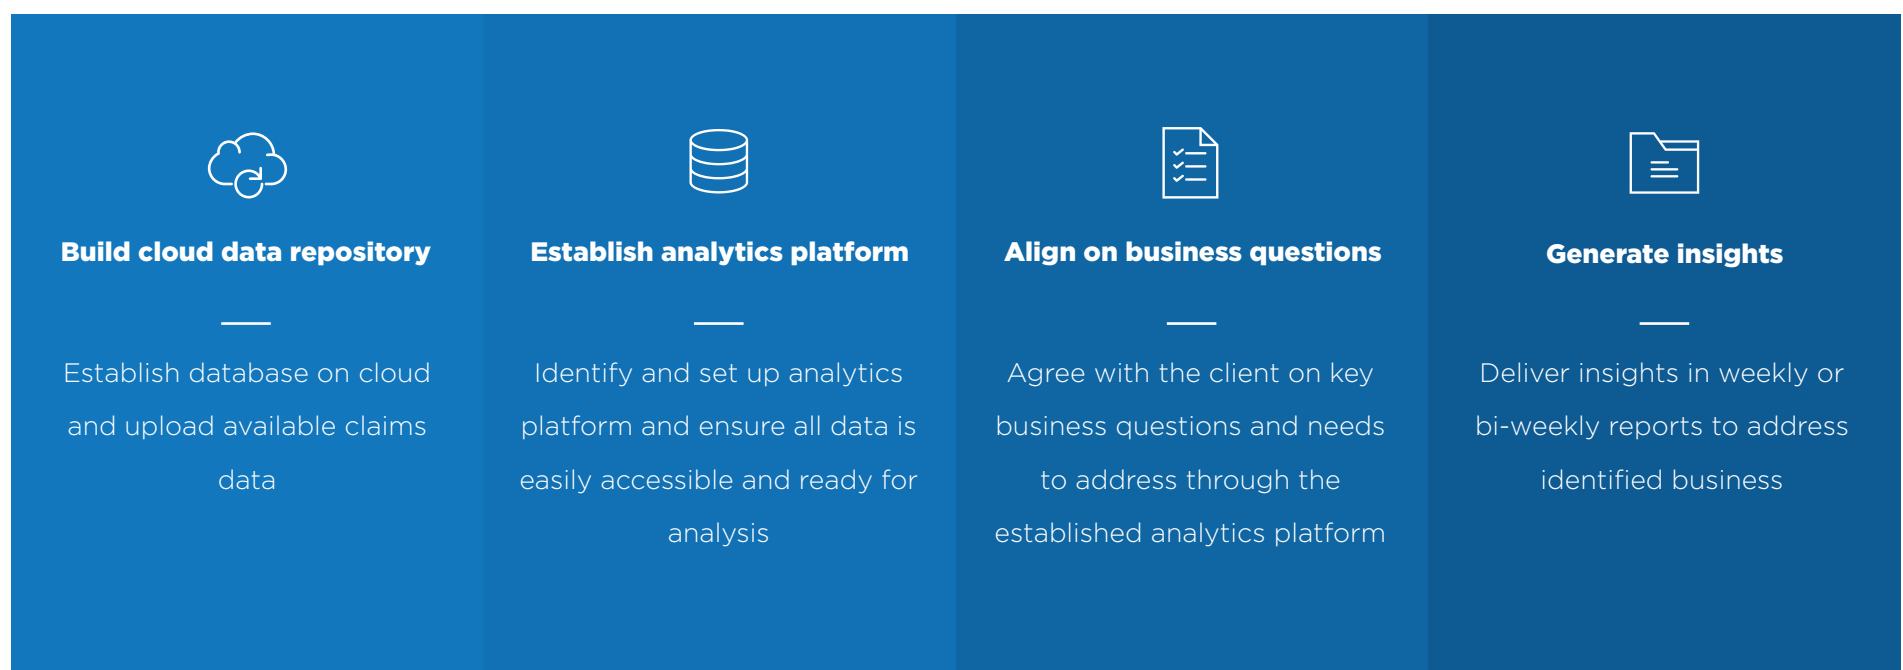 Build cloud data repository
Establish database on cloud
and upload available claims
data
Establish analytics platform
Identify and set up analytics
platform and ensure all data is
easily accessible and ready for
analysis
Align on business questions
Agree with the client on key
business questions and needs
to address through the
established analytics platform
Generate insights
Deliver insights in weekly or
bi-weekly reports to address
identified business